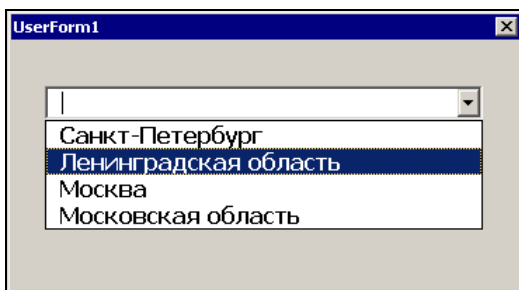 UserForm1
Санкт-Петербург
Ленинградская область
Москва
Московская область